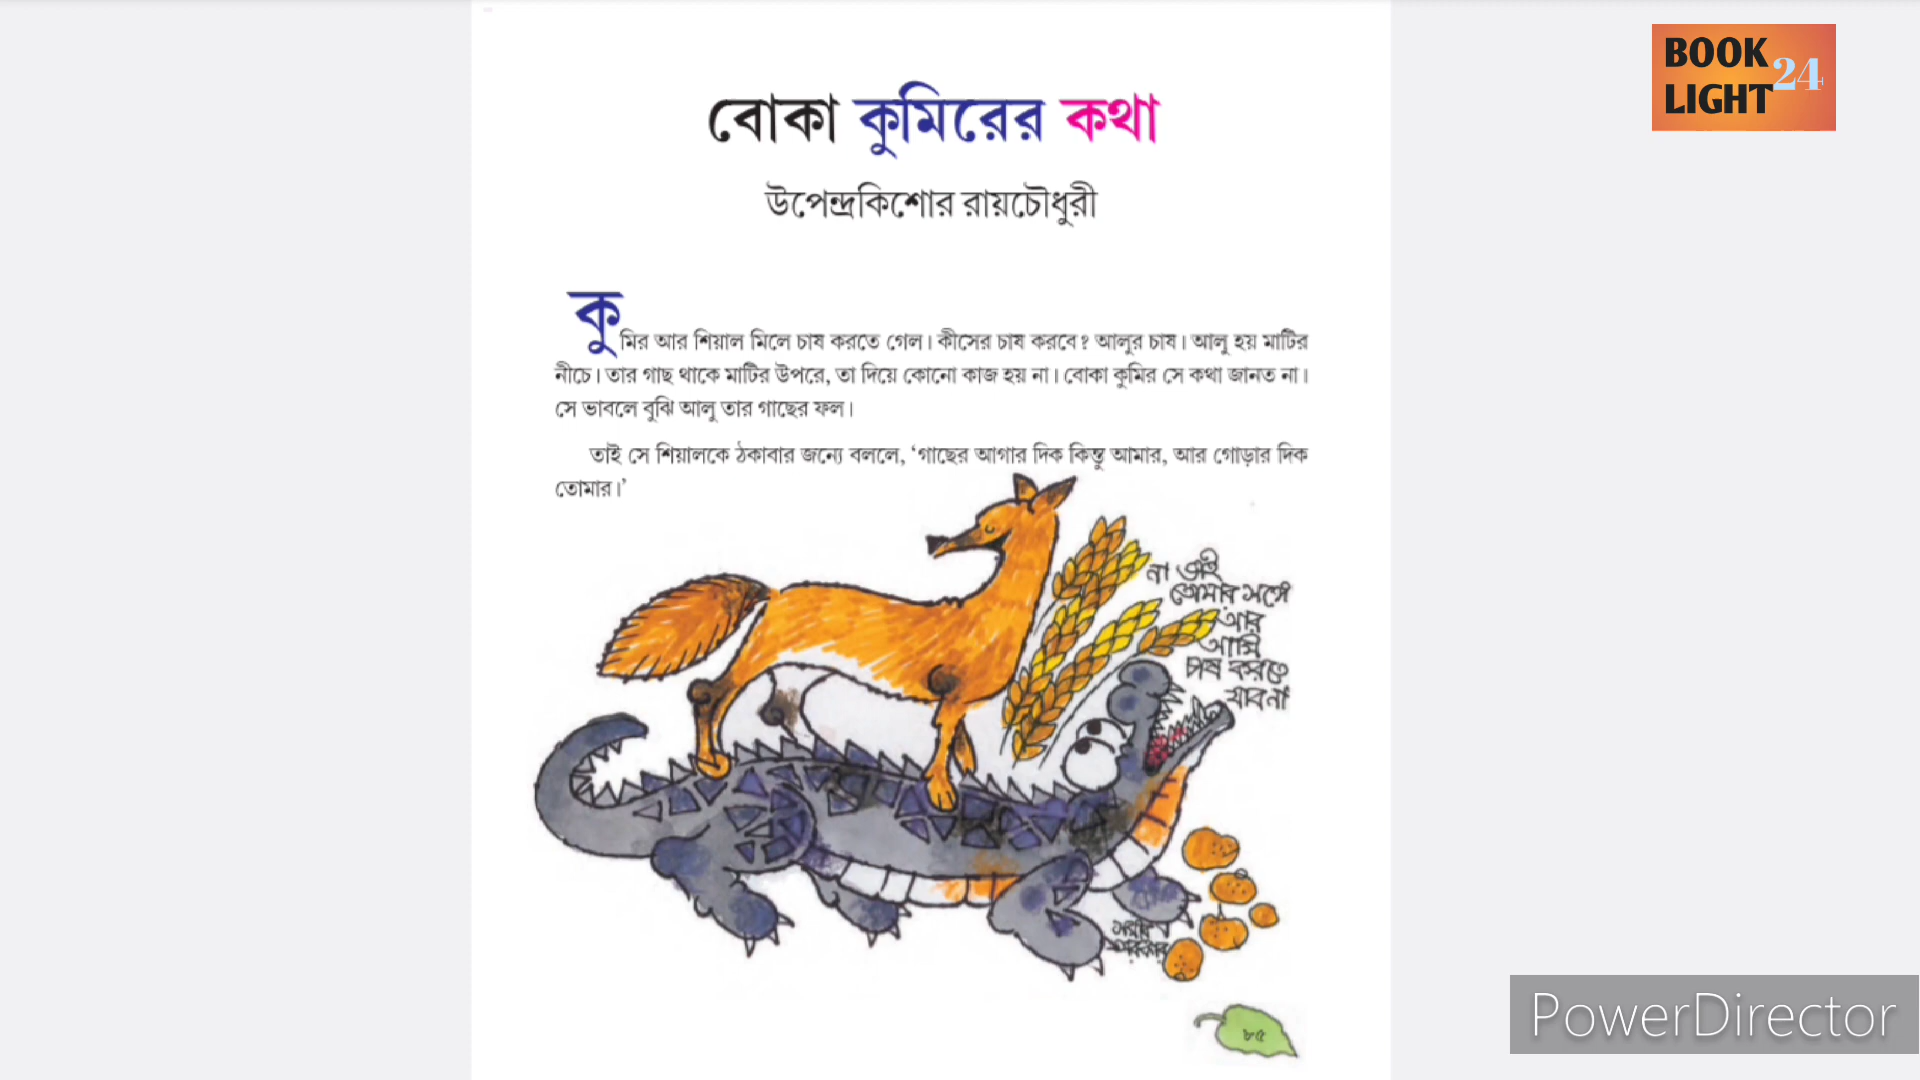 বোকা কুমিরের কথা
উপেন্দ্রকিশোর রায়চৌধুরী
কুমির আর শিয়াল মিলে চাষ করতে গেল। কীসের চাষ করবে? আলুর চাষ। আলু হয় মাটির
নীচে। তার গাছ থাকে মাটির উপরে, তা দিয়ে কোনো কাজ হয় না। বোকা কুমির সে কথা জানত না।
সে ভাবলে বুঝি আলু তার গাছের ফল।
তাই সে শিয়ালকে ঠকাবার জন্যে বললে, ‘গাছের আগার দিক কিন্তু আমার, আর গোড়ার দিক
তোমার।’
না ভাই
তোমার সঙ্গে
আর
আমি
চাষ করতে
যাব না
৮৫
BOOK
LIGHT 24
PowerDirector